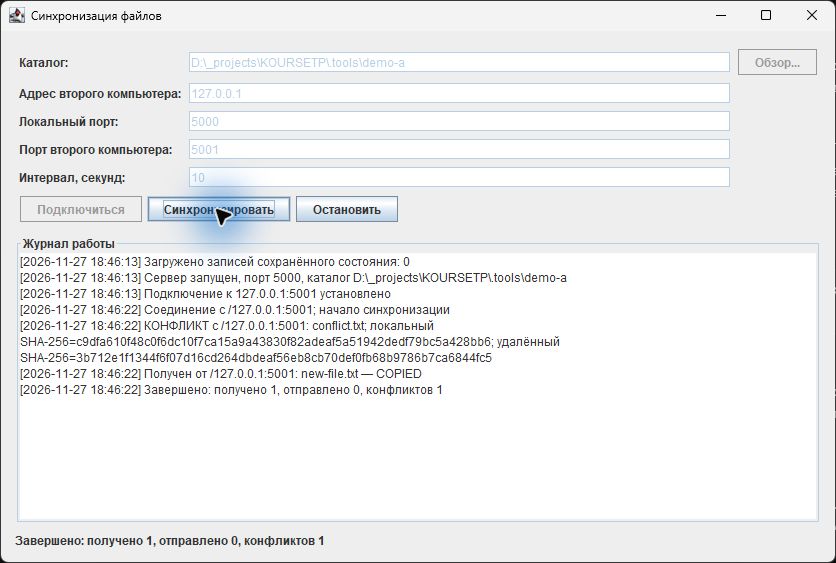 Синхронизация файлов
Каталог: D:\_projects\KOURSETP\.tools\demo-a Обзор...
Адрес второго компьютера: 127.0.0.1
Локальный порт: 5000
Порт второго компьютера: 5001
Интервал, секунд: 10
Подключиться Синхронизировать Остановить
Журнал работы
[2026-11-27 18:46:13] Загружено записей сохранённого состояния: 0
[2026-11-27 18:46:13] Сервер запущен, порт 5000, каталог D:\_projects\KOURSETP\.tools\demo-a
[2026-11-27 18:46:13] Подключение к 127.0.0.1:5001 установлено
[2026-11-27 18:46:22] Соединение с /127.0.0.1:5001; начало синхронизации
[2026-11-27 18:46:22] КОНФЛИКТ с /127.0.0.1:5001: conflict.txt; локальный
SHA-256=c9dfa610f48c0f6dc10f7ca15a9a43830f82adeaf5a51942dedf79bc5a428bb6; удалённый
SHA-256=3b712e1f1344f6f07d16cd264dbdeaf56eb8cb70def0fb68b9786b7ca6844fc5
[2026-11-27 18:46:22] Получен от /127.0.0.1:5001: new-file.txt — COPIED
[2026-11-27 18:46:22] Завершено: получено 1, отправлено 0, конфликтов 1
Завершено: получено 1, отправлено 0, конфликтов 1